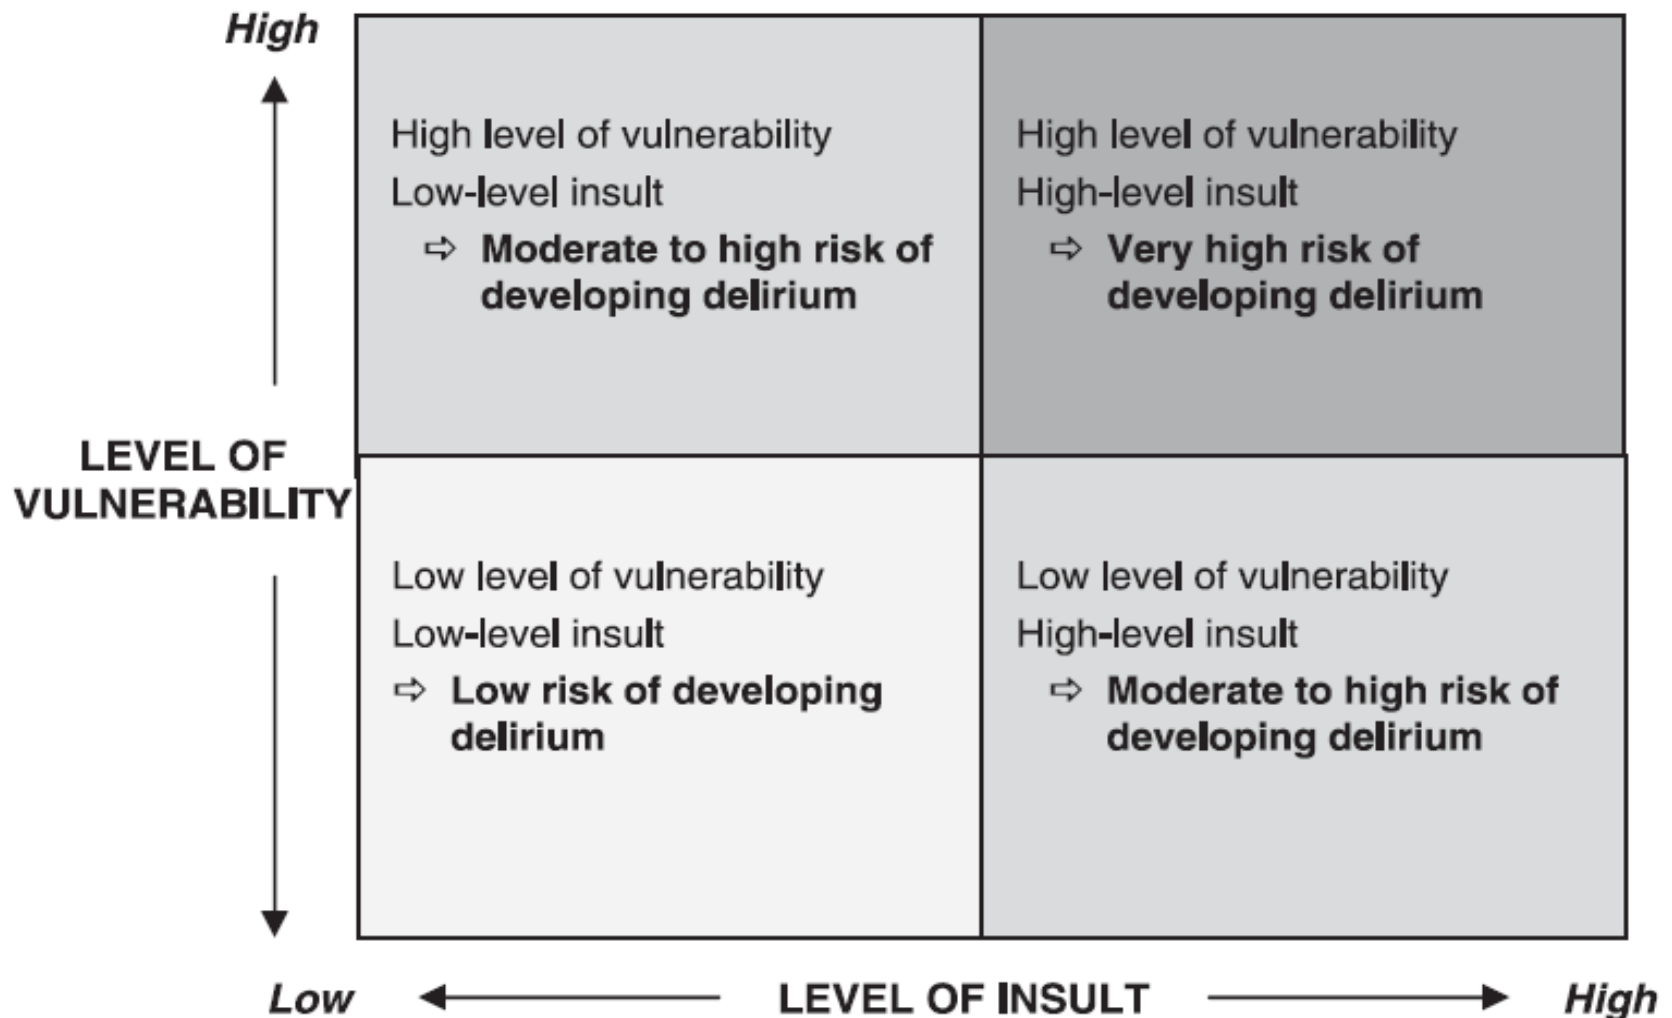 High
High level of vulnerability
Low-level insult
⇨ Moderate to high risk of
developing delirium
High level of vulnerability
High-level insult
⇨ Very high risk of
developing delirium
LEVEL OF
VULNERABILITY
Low level of vulnerability
Low-level insult
⇨ Low risk of developing
delirium
Low level of vulnerability
High-level insult
⇨ Moderate to high risk of
developing delirium
Low
LEVEL OF INSULT
High